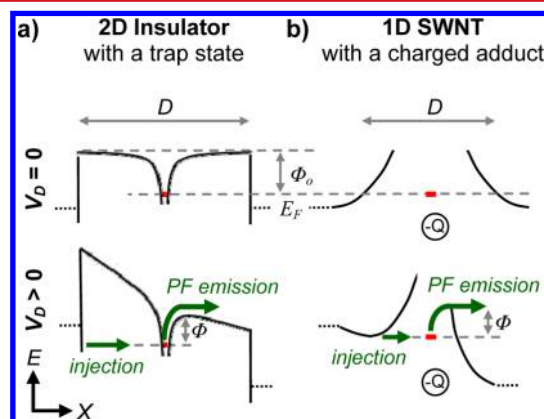 a) 2D Insulator
with a trap state
b) 1D SWNT
with a charged adduct
D
D
V_D = 0
Φ_o
E_F
-Q
V_D > 0
PF emission
Φ
injection
PF emission
Φ
injection
-Q
E
X